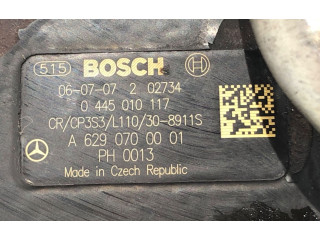 515 BOSCH
06-07-07 2 02734
0 445 010 117
CR/CP3S3/L110/30-8911S
A 629 070 00 01
PH 0013
Made in Czech Republic